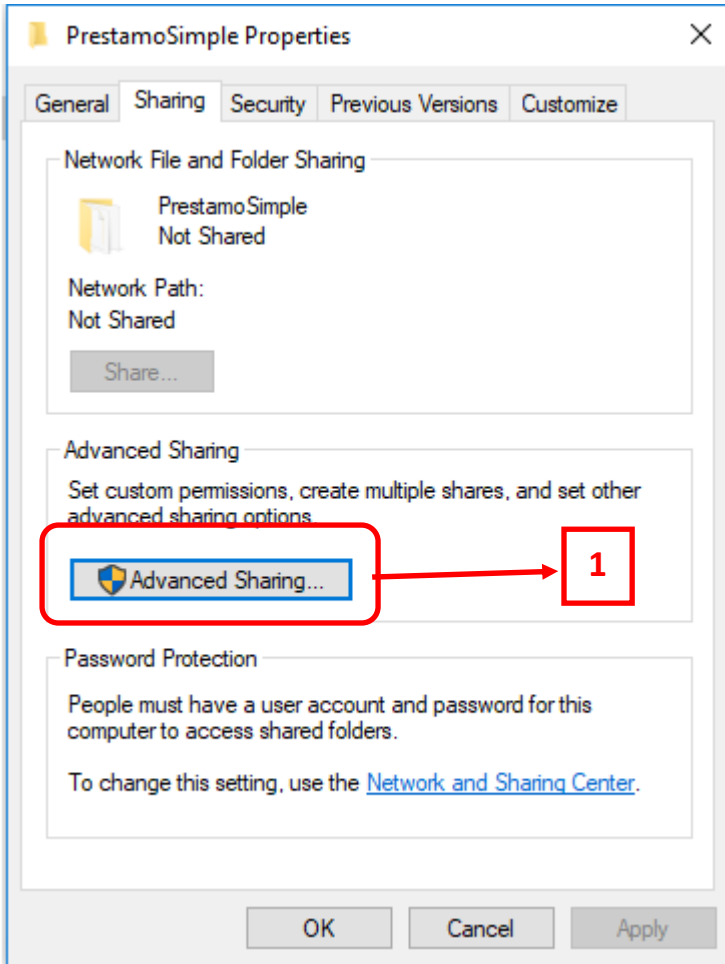 PrestamoSimple Properties
General Sharing Security Previous Versions Customize
Network File and Folder Sharing
PrestamoSimple
Not Shared
Network Path:
Not Shared
Share...
Advanced Sharing
Set custom permissions, create multiple shares, and set other
advanced sharing options.
Advanced Sharing...
1
Password Protection
People must have a user account and password for this
computer to access shared folders.
To change this setting, use the Network and Sharing Center.
OK Cancel Apply